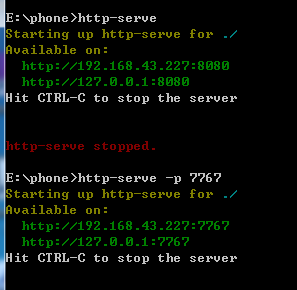 E:\phone>http-serve
Starting up http-serve for ./
Available on:
http://192.168.43.227:8080
http://127.0.0.1:8080
Hit CTRL-C to stop the server
http-serve stopped.
E:\phone>http-serve -p 7767
Starting up http-serve for ./
Available on:
http://192.168.43.227:7767
http://127.0.0.1:7767
Hit CTRL-C to stop the server